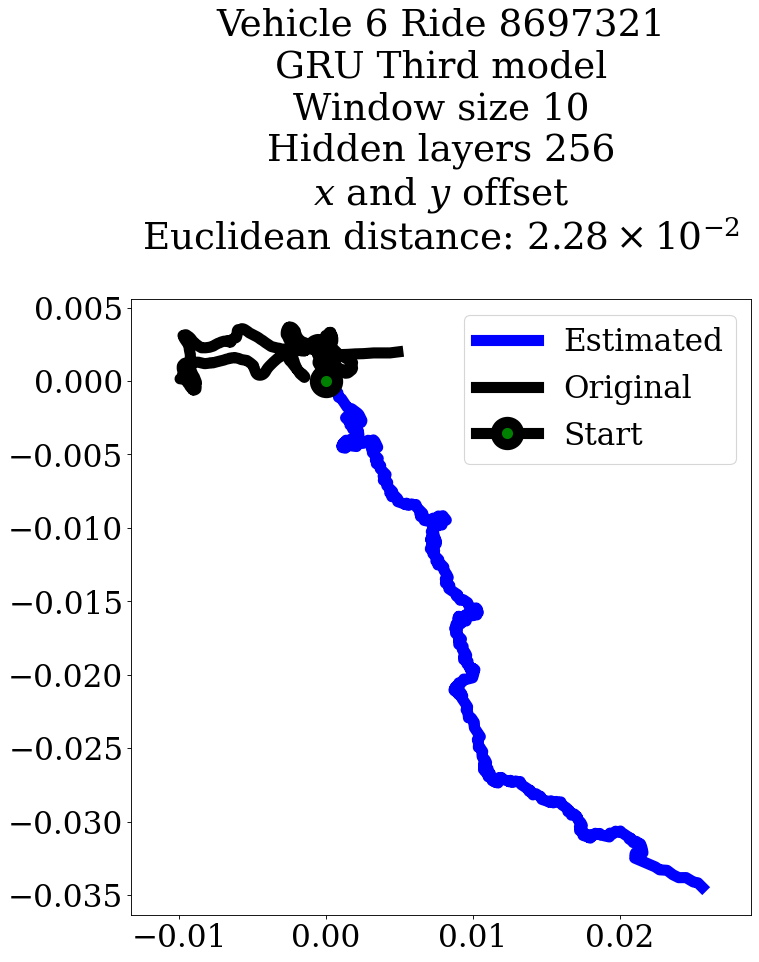 Vehicle 6 Ride 8697321
GRU Third model
Window size 10
Hidden layers 256
x and y offset
Euclidean distance: 2.28 × 10⁻²
Estimated
Original
Start
0.005
0.000
−0.005
−0.010
−0.015
−0.020
−0.025
−0.030
−0.035
−0.01 0.00 0.01 0.02